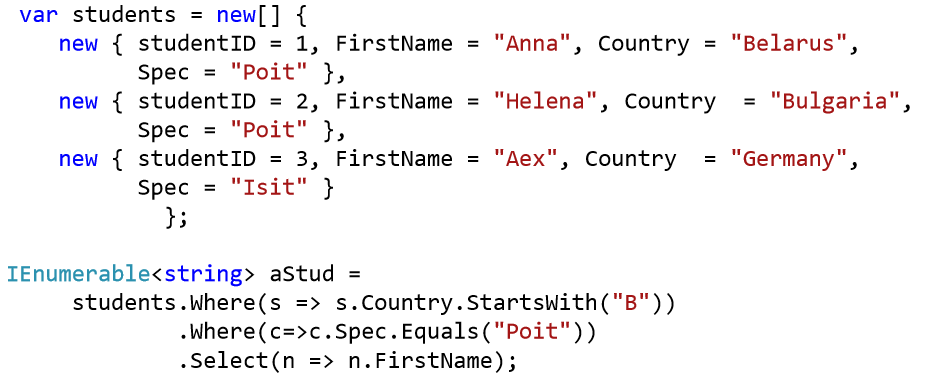 var students = new[] {
new { studentID = 1, FirstName = "Anna", Country = "Belarus",
Spec = "Poit" },
new { studentID = 2, FirstName = "Helena", Country  = "Bulgaria",
Spec = "Poit" },
new { studentID = 3, FirstName = "Aex", Country  = "Germany",
Spec = "Isit" }
};
IEnumerable<string> aStud =
students.Where(s => s.Country.StartsWith("B"))
.Where(c=>c.Spec.Equals("Poit"))
.Select(n => n.FirstName);